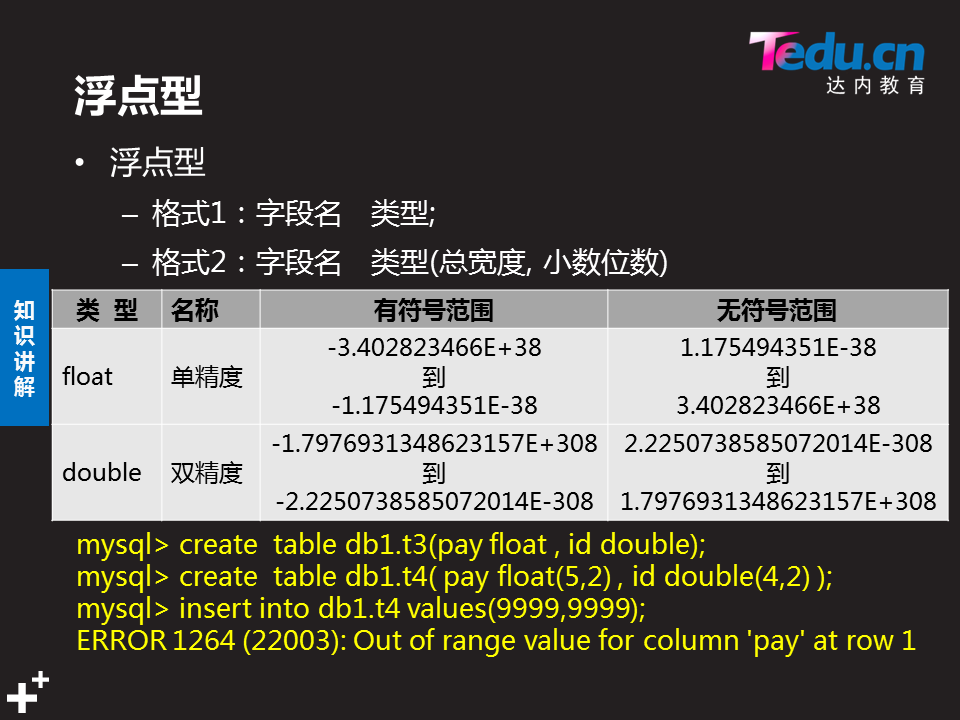 Tedu.cn
达内教育
浮点型
• 浮点型
– 格式1：字段名 类型;
– 格式2：字段名 类型(总宽度, 小数位数)
知识讲解
类 型 名称 有符号范围 无符号范围
float 单精度 -3.402823466E+38 到 -1.175494351E-38 1.175494351E-38 到 3.402823466E+38
double 双精度 -1.7976931348623157E+308 到 -2.2250738585072014E-308 2.2250738585072014E-308 到 1.7976931348623157E+308
mysql> create table db1.t3(pay float , id double);
mysql> create table db1.t4( pay float(5,2) , id double(4,2) );
mysql> insert into db1.t4 values(9999,9999);
ERROR 1264 (22003): Out of range value for column 'pay' at row 1